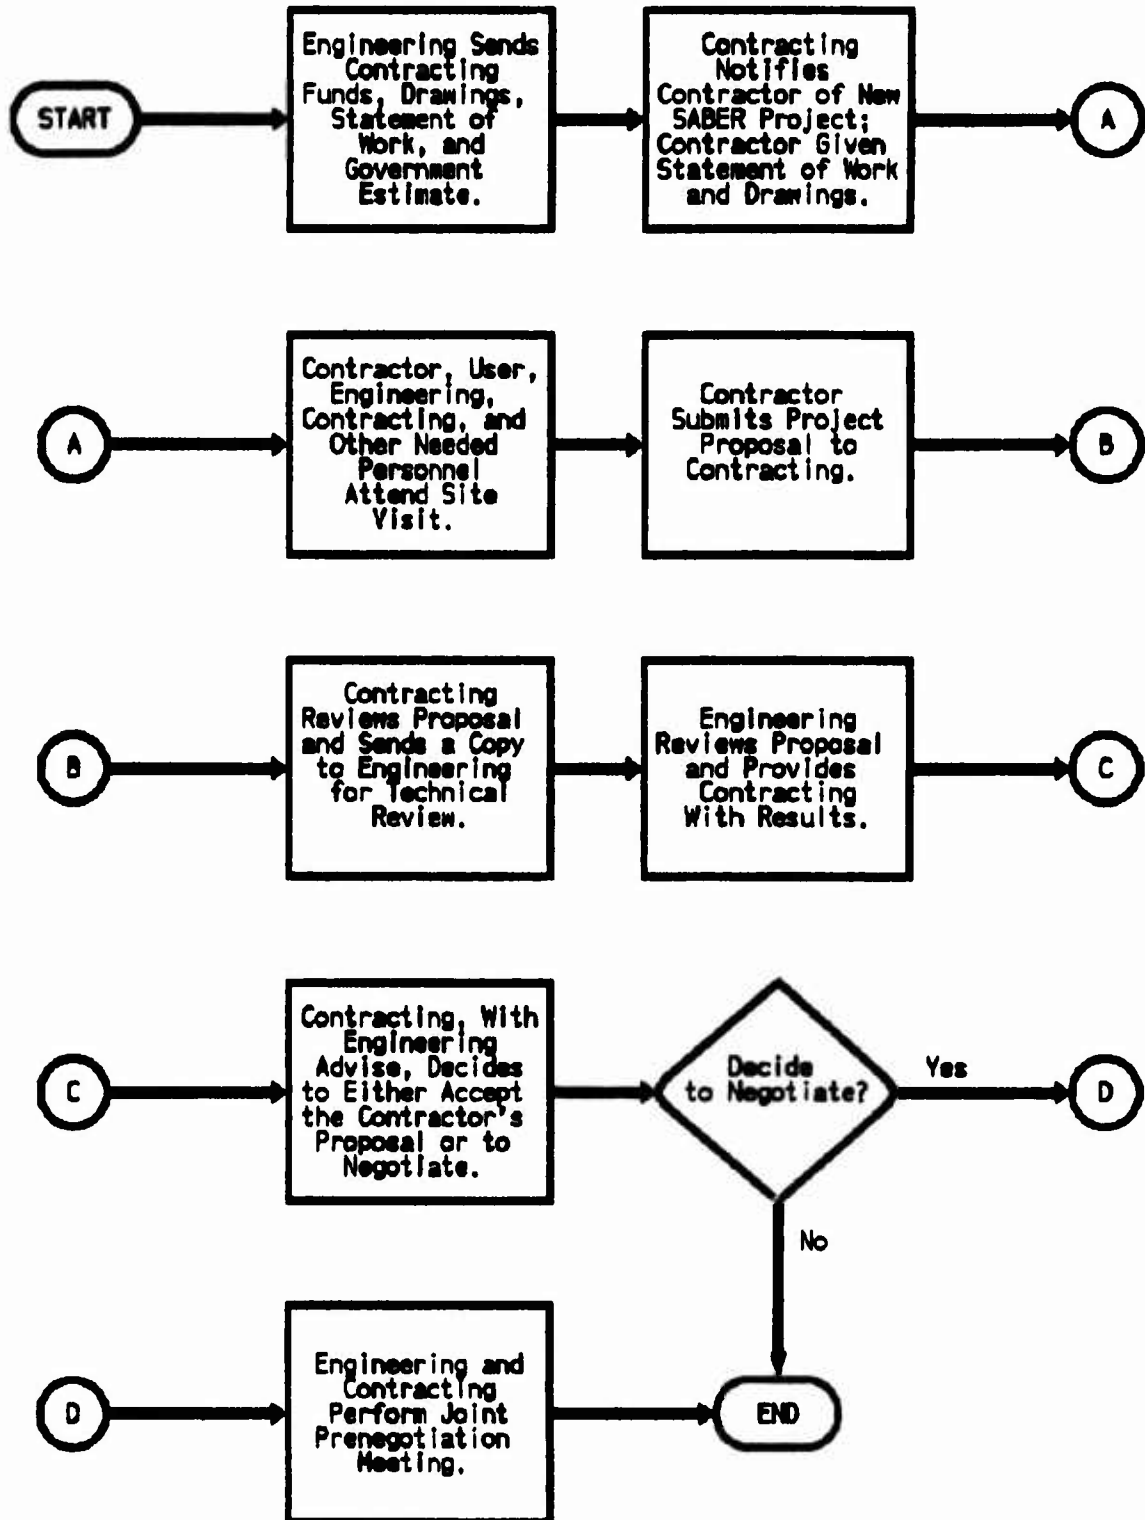 START
Engineering Sends
Contracting
Funds, Drawings,
Statement of
Work, and
Government
Estimate.
Contracting
Notifies
Contractor of New
SABER Project;
Contractor Given
Statement of Work
and Drawings.
A
A
Contractor, User,
Engineering,
Contracting, and
Other Needed
Personnel
Attend Site
Visit.
Contractor
Submits Project
Proposal to
Contracting.
B
B
Contracting
Reviews Proposal
and Sends a Copy
to Engineering
for Technical
Review.
Engineering
Reviews Proposal
and Provides
Contracting
With Results.
C
C
Contracting, With
Engineering
Advise, Decides
to Either Accept
the Contractor's
Proposal or to
Negotiate.
Decide
to Negotiate?
Yes
D
No
D
Engineering and
Contracting
Perform Joint
Prenegotiation
Meeting.
END